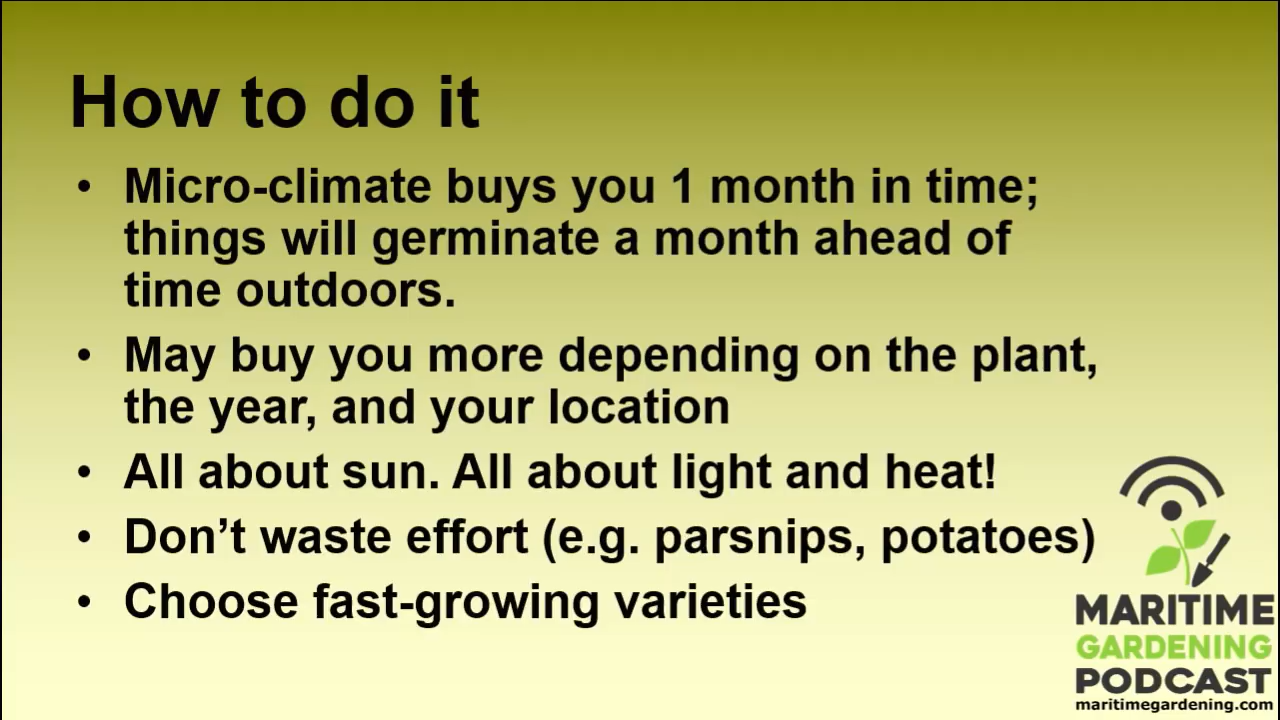 How to do it
• Micro-climate buys you 1 month in time;
things will germinate a month ahead of
time outdoors.
• May buy you more depending on the plant,
the year, and your location
• All about sun. All about light and heat!
• Don’t waste effort (e.g. parsnips, potatoes)
• Choose fast-growing varieties
MARITIME
GARDENING
PODCAST
maritimegardening.com